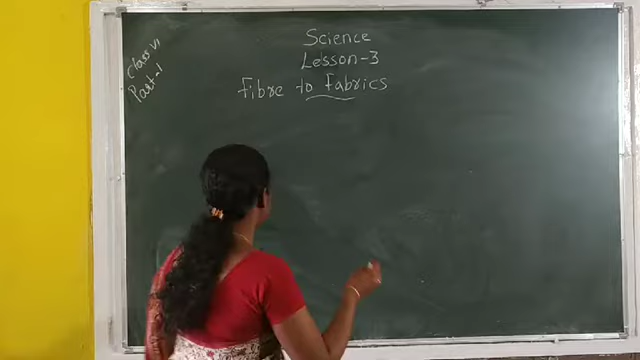 Class VI
Part-1
Science
Lesson-3
Fibre to Fabrics